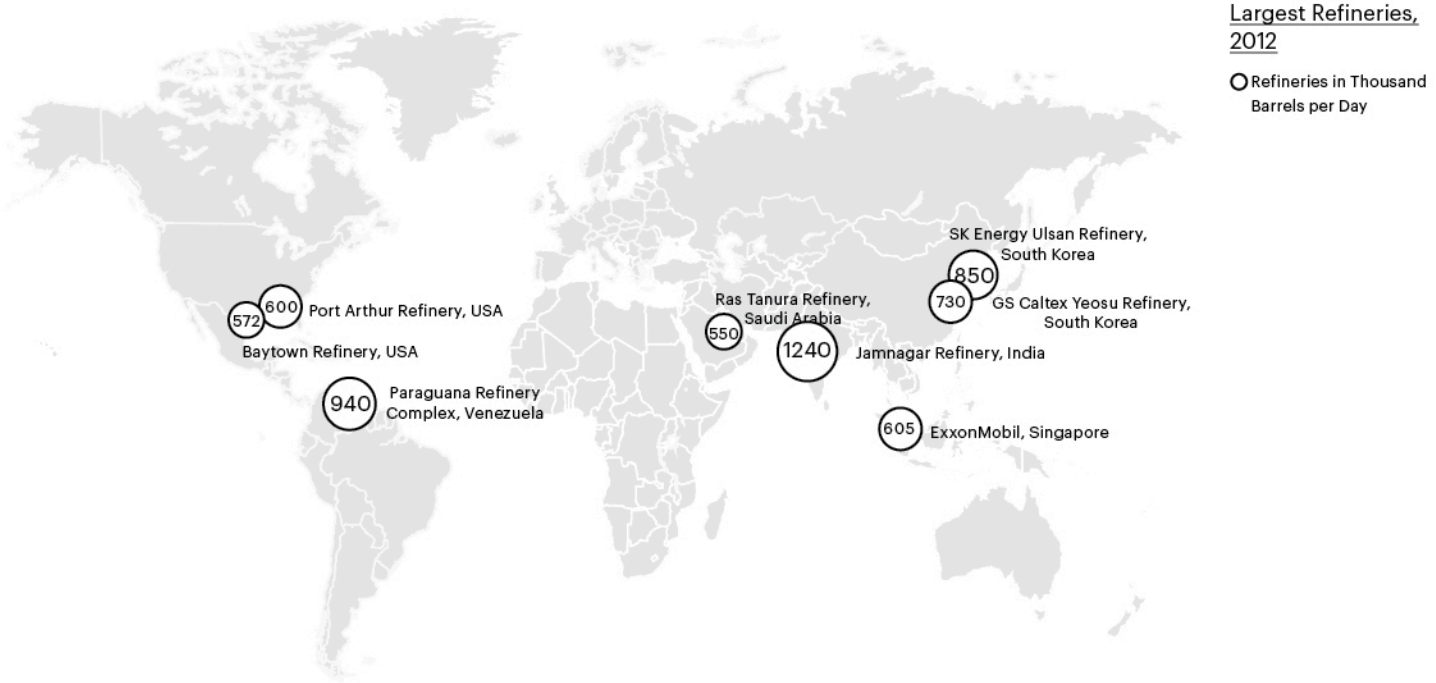 Largest Refineries,
2012
Refineries in Thousand
Barrels per Day
SK Energy Ulsan Refinery,
South Korea
850
730
GS Caltex Yeosu Refinery,
South Korea
Ras Tanura Refinery,
Saudi Arabia
550
1240
Jamnagar Refinery, India
600
Port Arthur Refinery, USA
572
Baytown Refinery, USA
940
Paraguana Refinery
Complex, Venezuela
605
ExxonMobil, Singapore